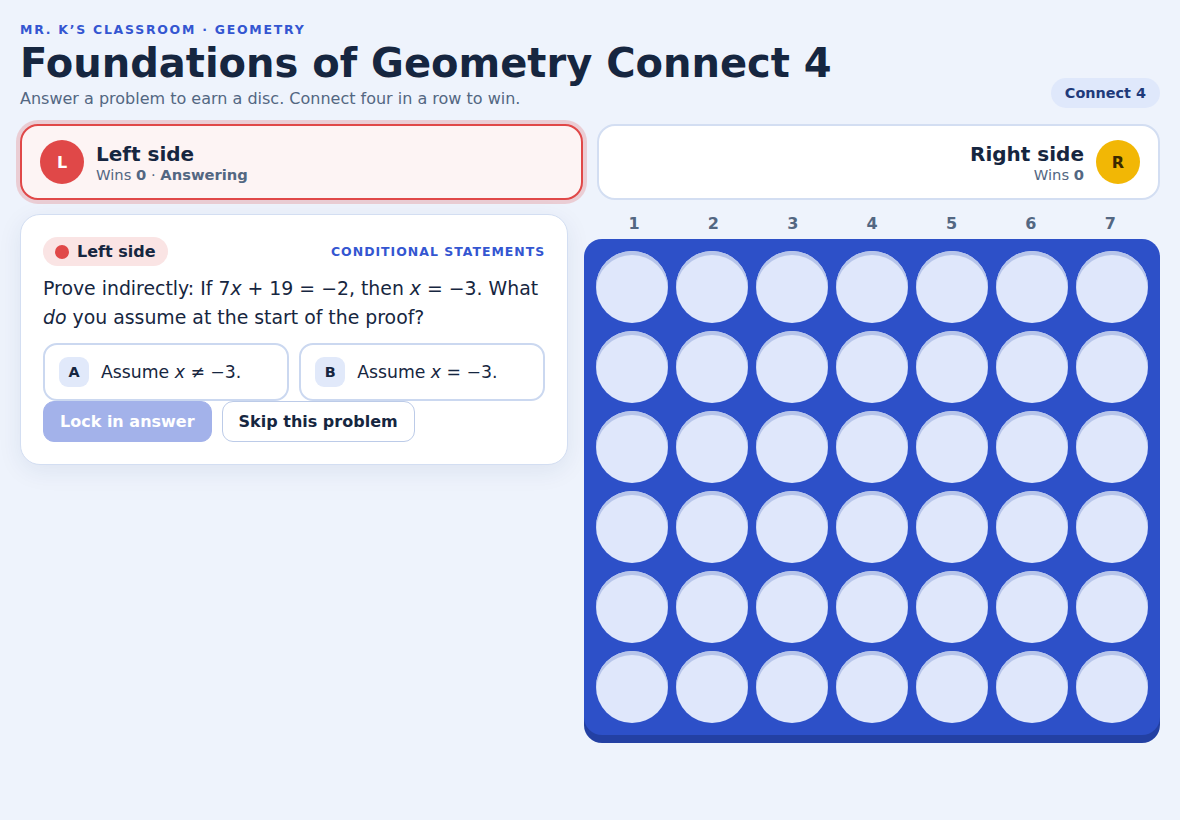 MR. K’S CLASSROOM · GEOMETRY
Foundations of Geometry Connect 4
Answer a problem to earn a disc. Connect four in a row to win.
Connect 4
L
Left side
Wins 0 · Answering
Right side
Wins 0
R
Left side
CONDITIONAL STATEMENTS
Prove indirectly: If 7x + 19 = −2, then x = −3. What
do you assume at the start of the proof?
A Assume x ≠ −3.
B Assume x = −3.
Lock in answer
Skip this problem
1 2 3 4 5 6 7